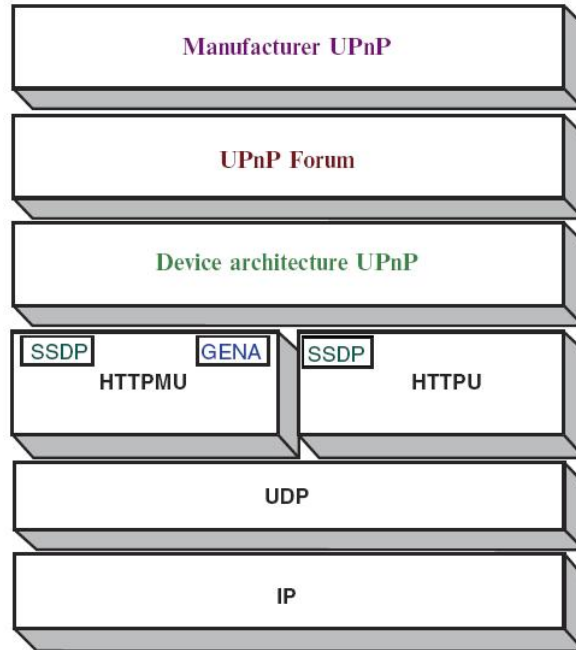 Manufacturer UPnP
UPnP Forum
Device architecture UPnP
SSDP GENA
HTTPMU
SSDP
HTTPU
UDP
IP